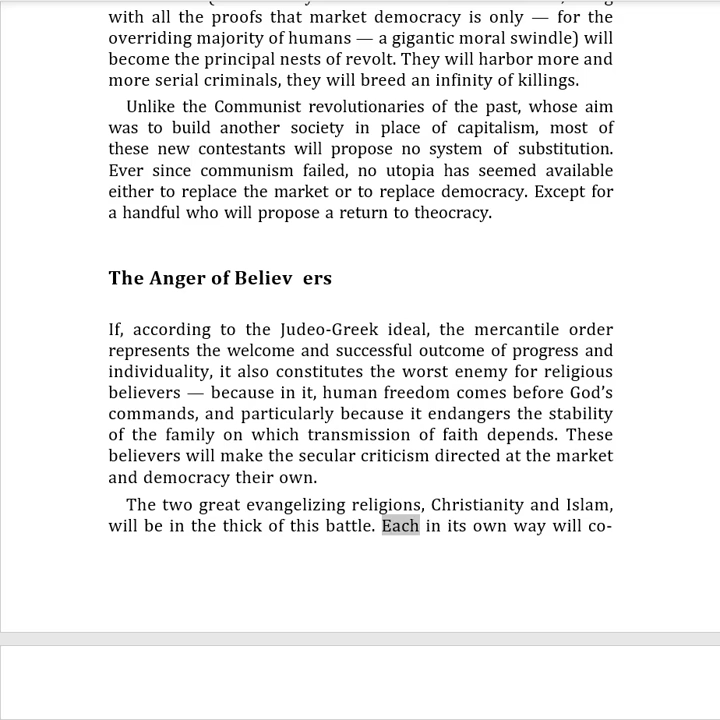 with all the proofs that market democracy is only — for the
overriding majority of humans — a gigantic moral swindle) will
become the principal nests of revolt. They will harbor more and
more serial criminals, they will breed an infinity of killings.
Unlike the Communist revolutionaries of the past, whose aim
was to build another society in place of capitalism, most of
these new contestants will propose no system of substitution.
Ever since communism failed, no utopia has seemed available
either to replace the market or to replace democracy. Except for
a handful who will propose a return to theocracy.
The Anger of Believ ers
If, according to the Judeo-Greek ideal, the mercantile order
represents the welcome and successful outcome of progress and
individuality, it also constitutes the worst enemy for religious
believers — because in it, human freedom comes before God's
commands, and particularly because it endangers the stability
of the family on which transmission of faith depends. These
believers will make the secular criticism directed at the market
and democracy their own.
The two great evangelizing religions, Christianity and Islam,
will be in the thick of this battle. Each in its own way will co-